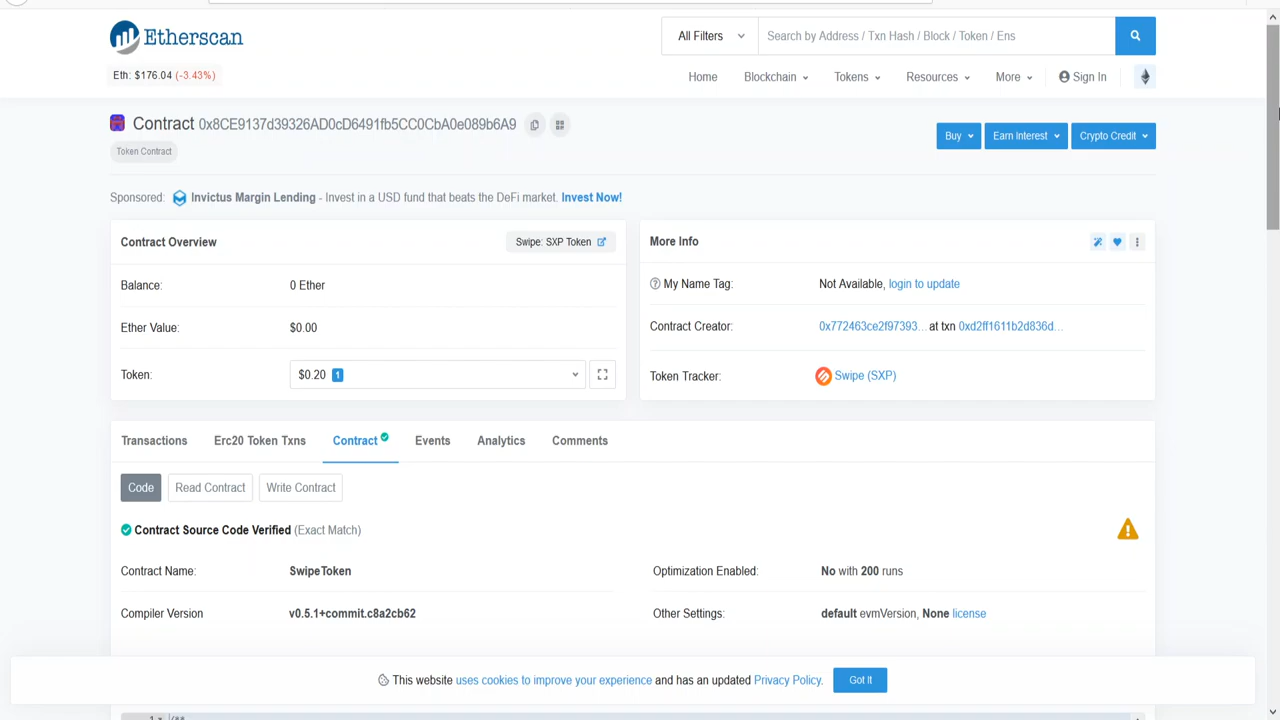 Etherscan
All Filters
Search by Address / Txn Hash / Block / Token / Ens
Eth: $176.04 (-3.43%)
Home
Blockchain
Tokens
Resources
More
Sign In
Contract 0x8CE9137d39326AD0cD6491fb5CC0CbA0e089b6A9
Token Contract
Buy
Earn Interest
Crypto Credit
Sponsored: Invictus Margin Lending - Invest in a USD fund that beats the DeFi market. Invest Now!
Contract Overview
Swipe: SXP Token
Balance: 0 Ether
Ether Value: $0.00
Token: $0.20 1
More Info
My Name Tag: Not Available, login to update
Contract Creator: 0x772463ce2f97393... at txn 0xd2ff1611b2d836d...
Token Tracker: Swipe (SXP)
Transactions
Erc20 Token Txns
Contract
Events
Analytics
Comments
Code
Read Contract
Write Contract
Contract Source Code Verified (Exact Match)
Contract Name: SwipeToken
Compiler Version v0.5.1+commit.c8a2cb62
Optimization Enabled: No with 200 runs
Other Settings: default evmVersion, None license
This website uses cookies to improve your experience and has an updated Privacy Policy.
Got It
1 /**